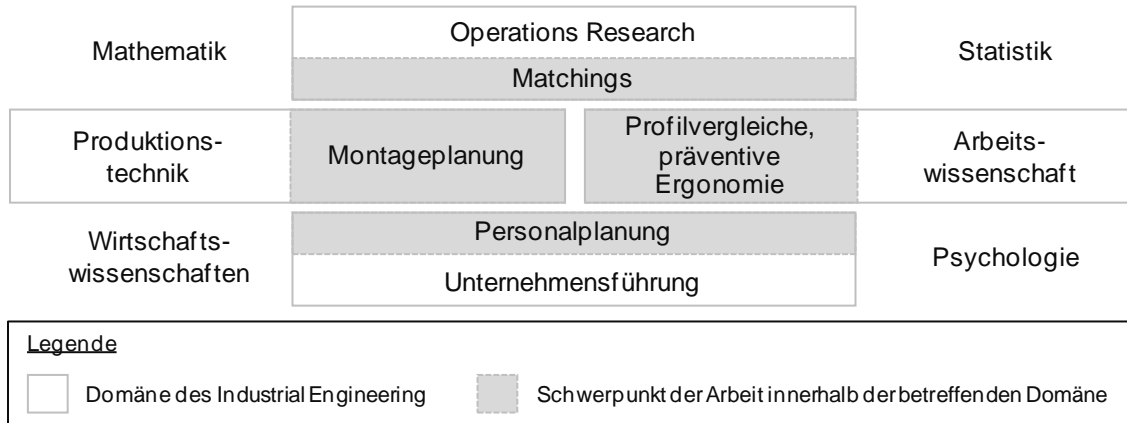 Mathematik
Operations Research
Matchings
Statistik
Produktions-
technik
Montageplanung
Profilvergleiche,
präventive
Ergonomie
Arbeits-
wissenschaft
Wirtschafts-
wissenschaften
Personalplanung
Unternehmensführung
Psychologie
Legende
Domäne des Industrial Engineering
Schwerpunkt der Arbeit innerhalb der betreffenden Domäne